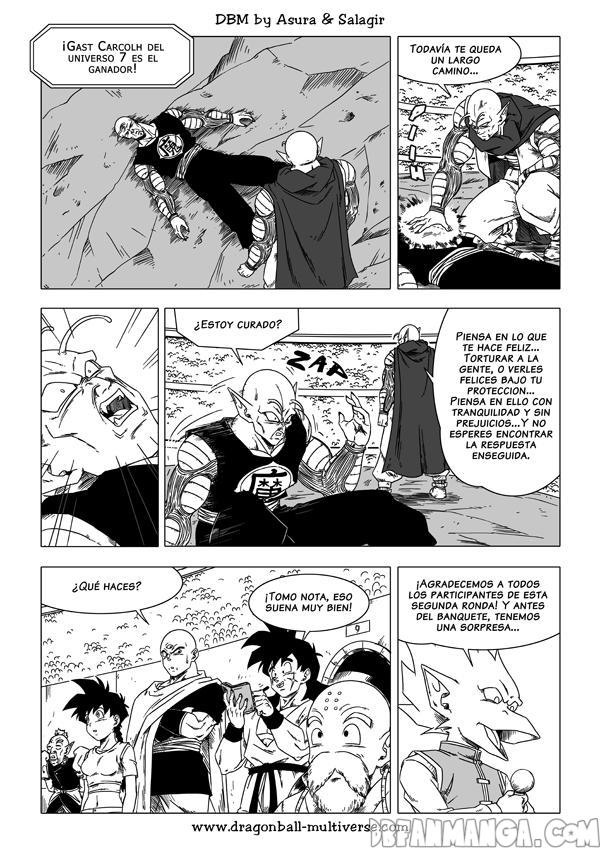 DBM by Asura & Salagir
¡Gast Carcolh del
universo 7 es el
ganador!
Todavía te queda
un largo
camino...
PIIIH
¿Estoy curado?
ZAP
Piensa en lo que
te hace feliz...
Torturar a la
gente, o verles
felices bajo tu
proteccion...
Piensa en ello con
tranquilidad y sin
prejuicios...Y no
esperes encontrar
la respuesta
enseguida.
魔
¿Qué haces?
¡Tomo nota, eso
suena muy bien!
9
¡Agradecemos a todos
los participantes de esta
segunda ronda! Y antes
del banquete, tenemos
una sorpresa...
www.dragonball-multiverse.com
DBFANMANGA.COM